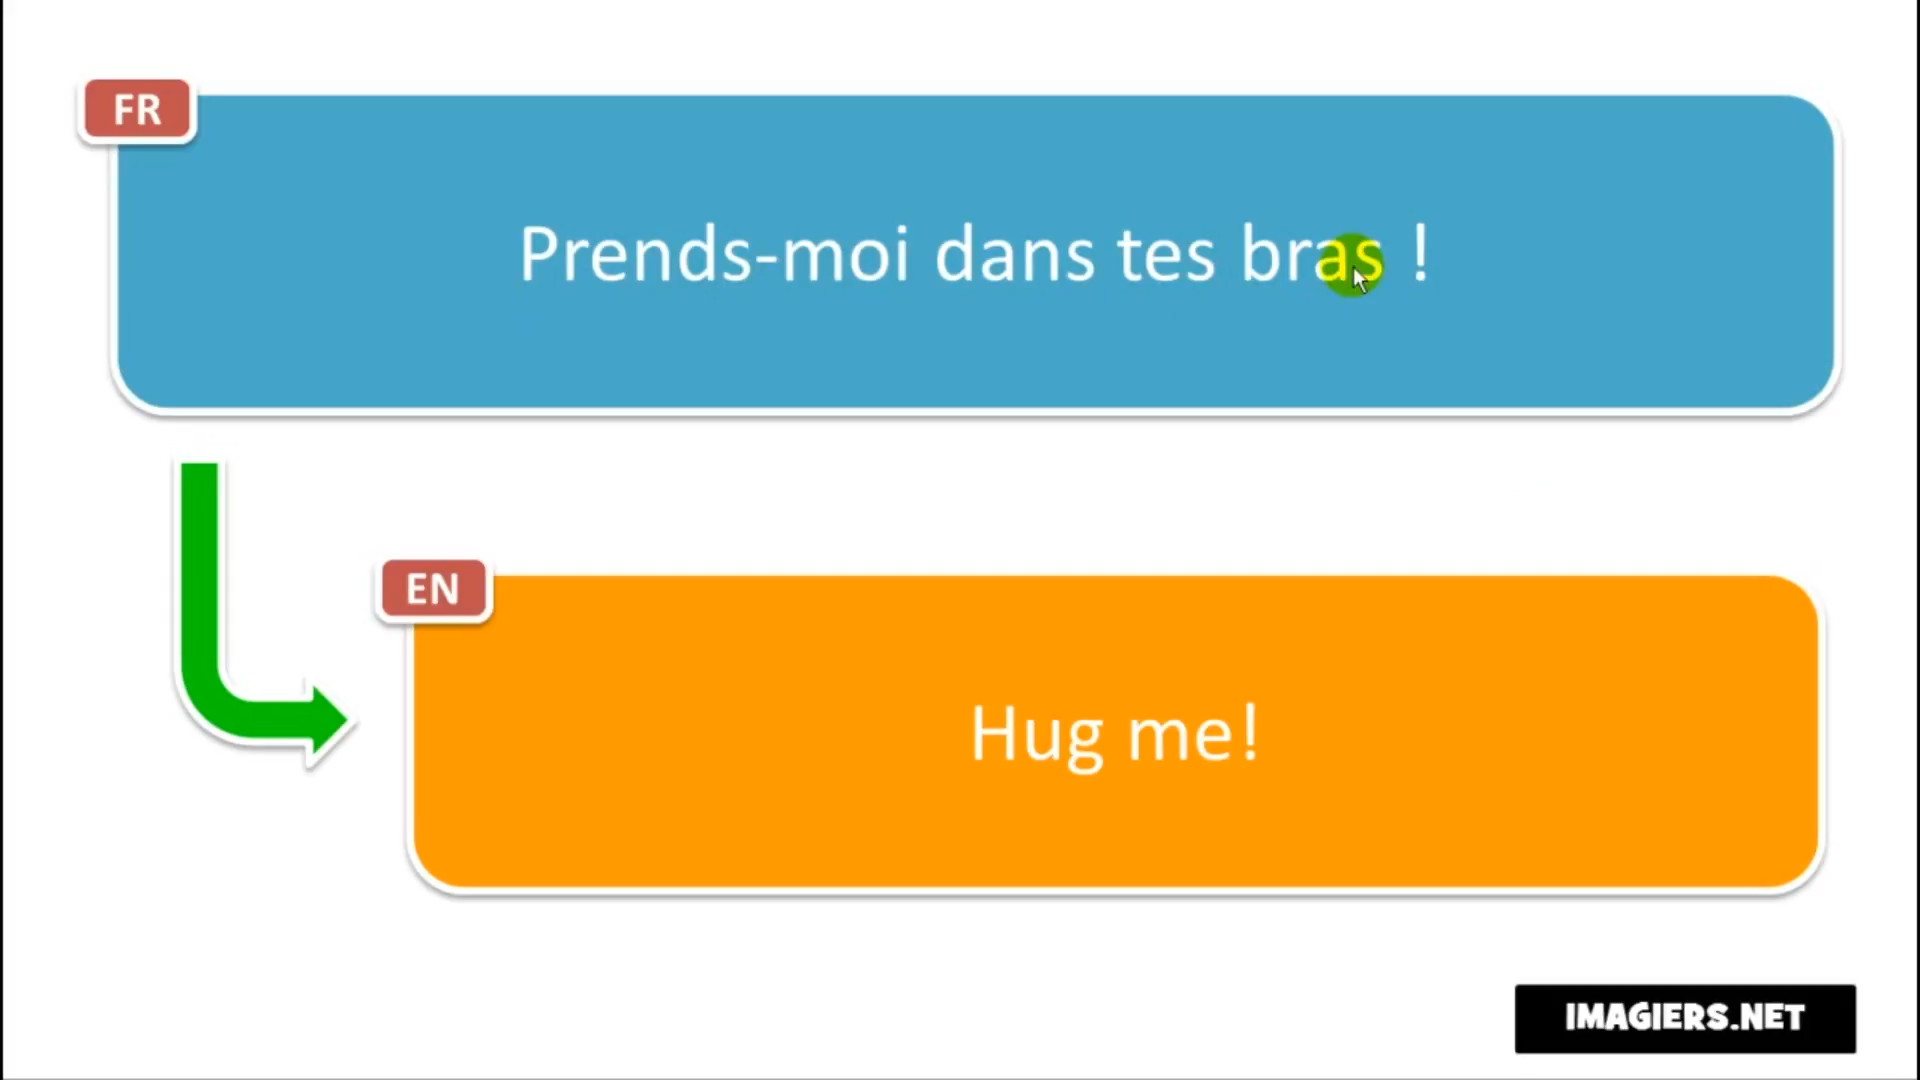 FR
Prends-moi dans tes bras !
EN
Hug me!
IMAGIERS.NET